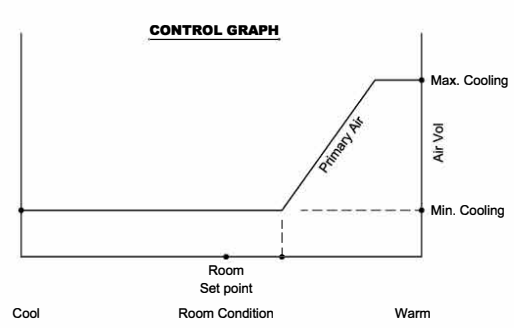 CONTROL GRAPH
Max. Cooling
Primary Air
Air Vol
Min. Cooling
Room
Set point
Cool
Room Condition
Warm